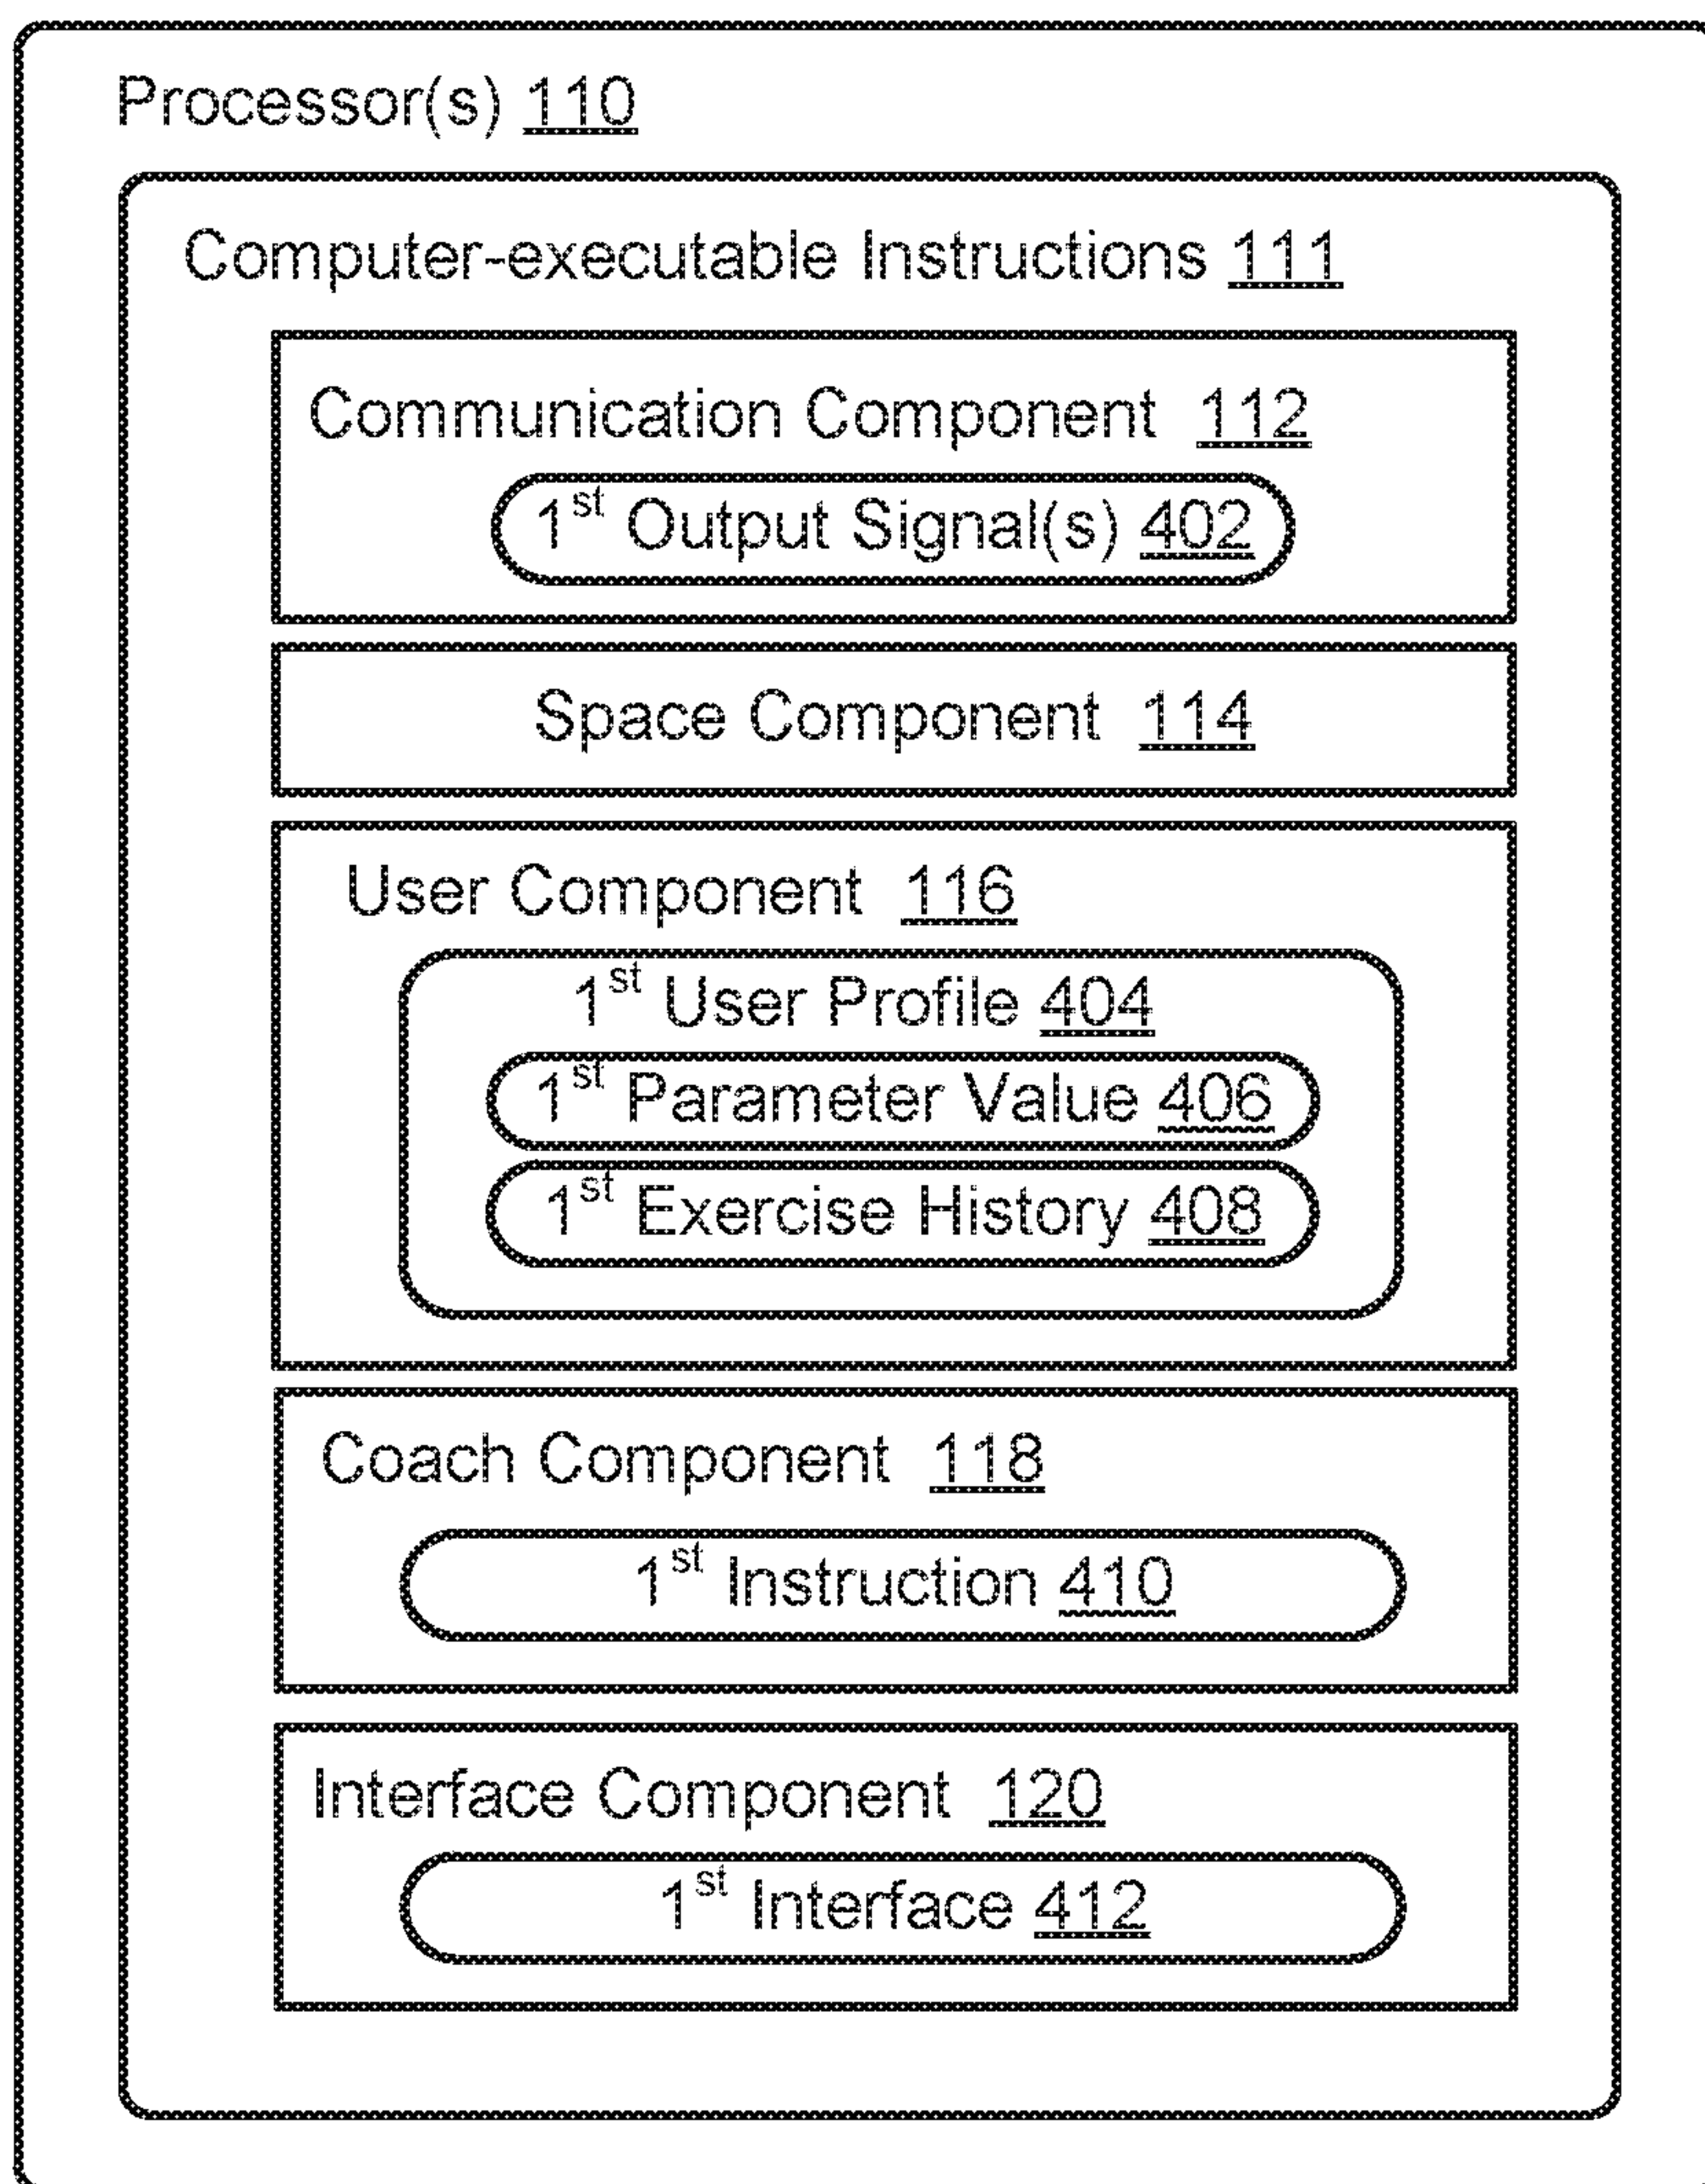 Processor(s) 110
Computer-executable Instructions 111
Communication Component 112
1st Output Signal(s) 402
Space Component 114
User Component 116
1st User Profile 404
1st Parameter Value 406
1st Exercise History 408
Coach Component 118
1st Instruction 410
Interface Component 120
1st Interface 412